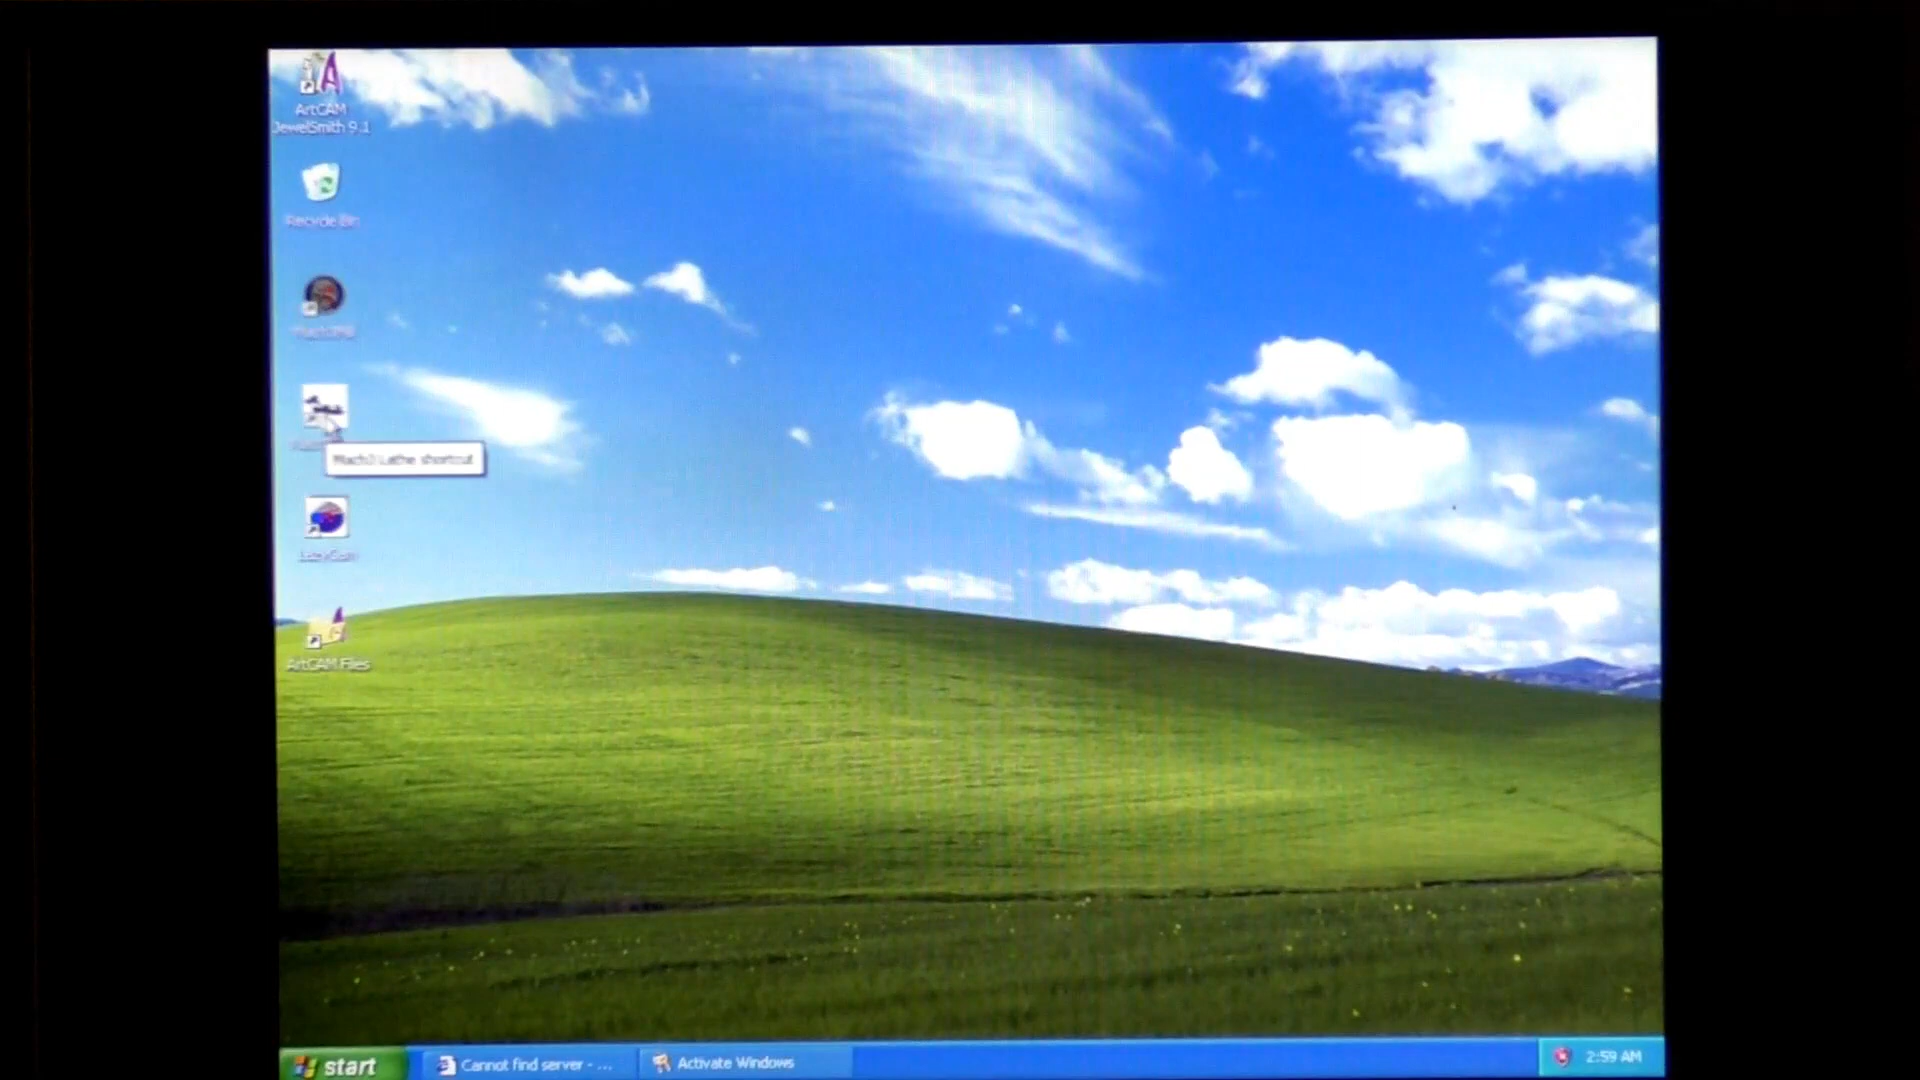 ArtCAM
JewelSmith 9.1
Recycle Bin
Mach3 Lathe shortcut
LazyCam
ArtCAM Files
start
Cannot find server - ...
Activate Windows
2:59 AM